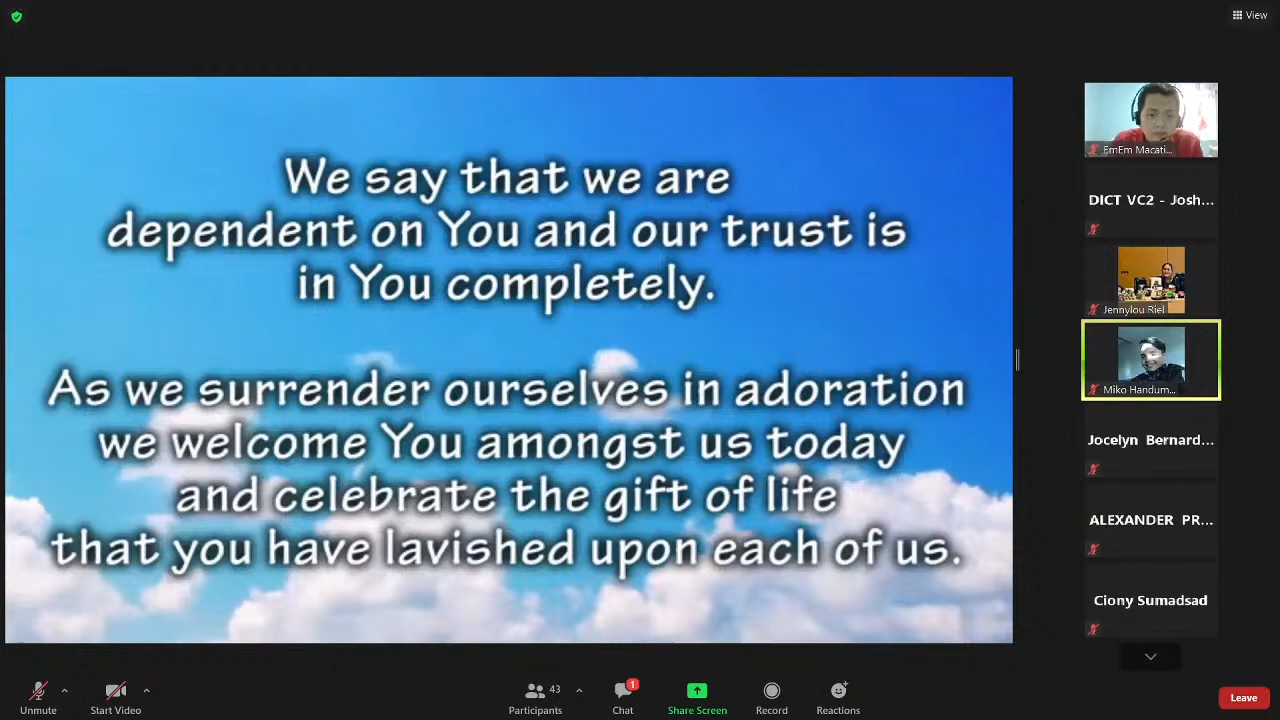 View
We say that we are
dependent on You and our trust is
in You completely.
As we surrender ourselves in adoration
we welcome You amongst us today
and celebrate the gift of life
that you have lavished upon each of us.
EmEm Macati...
DICT VC2 - Josh...
Jennylou Riel
Miko Handum...
Jocelyn Bernard...
ALEXANDER PR...
Ciony Sumadsad
Unmute
Start Video
Participants
43
Chat
1
Share Screen
Record
Reactions
Leave